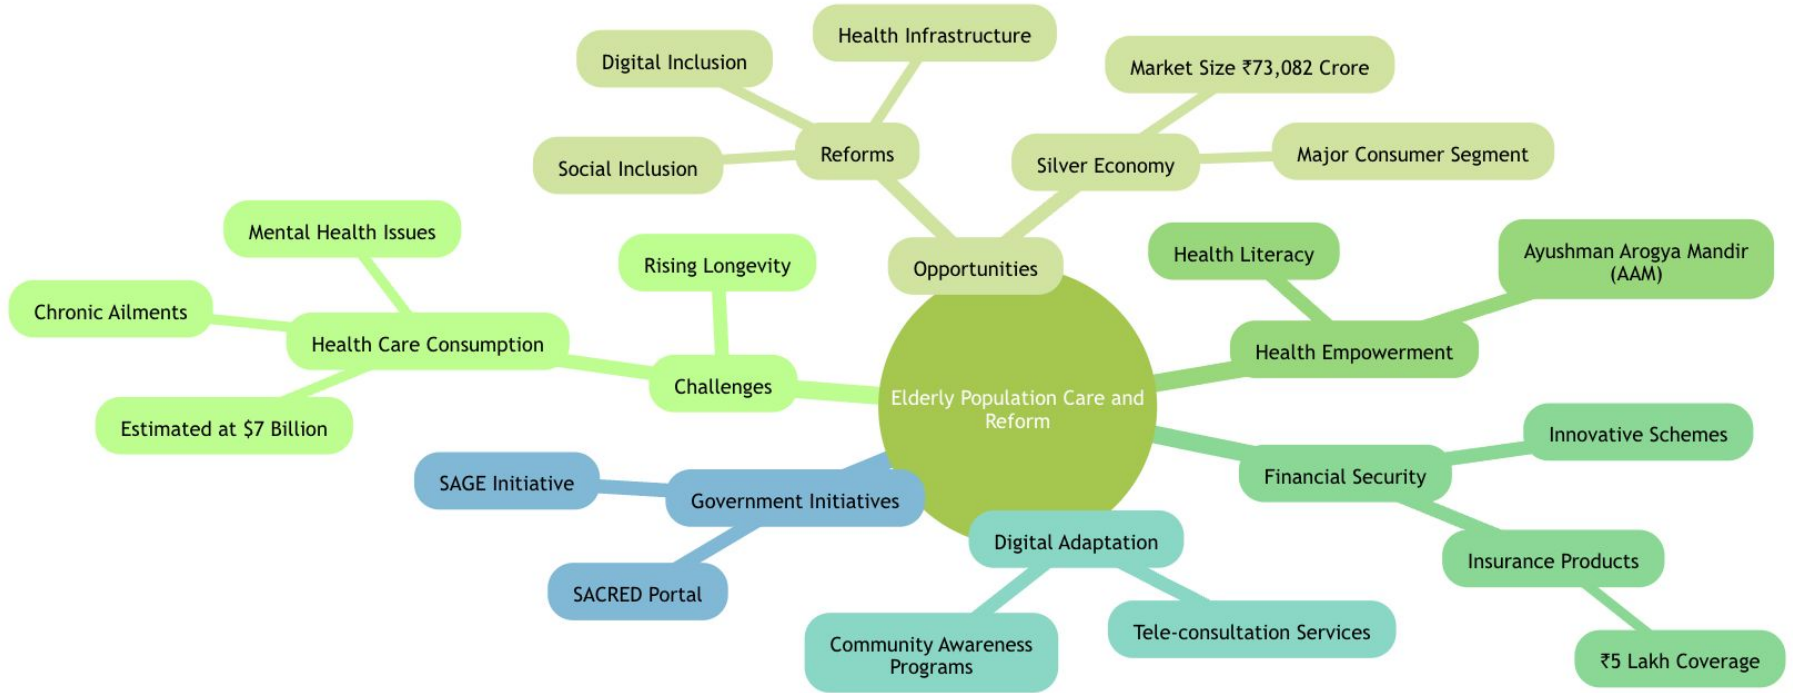 Health Infrastructure
Digital Inclusion
Market Size ₹73,082 Crore
Reforms
Social Inclusion
Silver Economy
Major Consumer Segment
Mental Health Issues
Rising Longevity
Opportunities
Health Literacy
Ayushman Arogya Mandir
(AAM)
Chronic Ailments
Health Care Consumption
Challenges
Health Empowerment
Elderly Population Care and
Reform
Estimated at $7 Billion
Innovative Schemes
SAGE Initiative
Government Initiatives
Financial Security
Digital Adaptation
Insurance Products
SACRED Portal
Community Awareness
Programs
Tele-consultation Services
₹5 Lakh Coverage